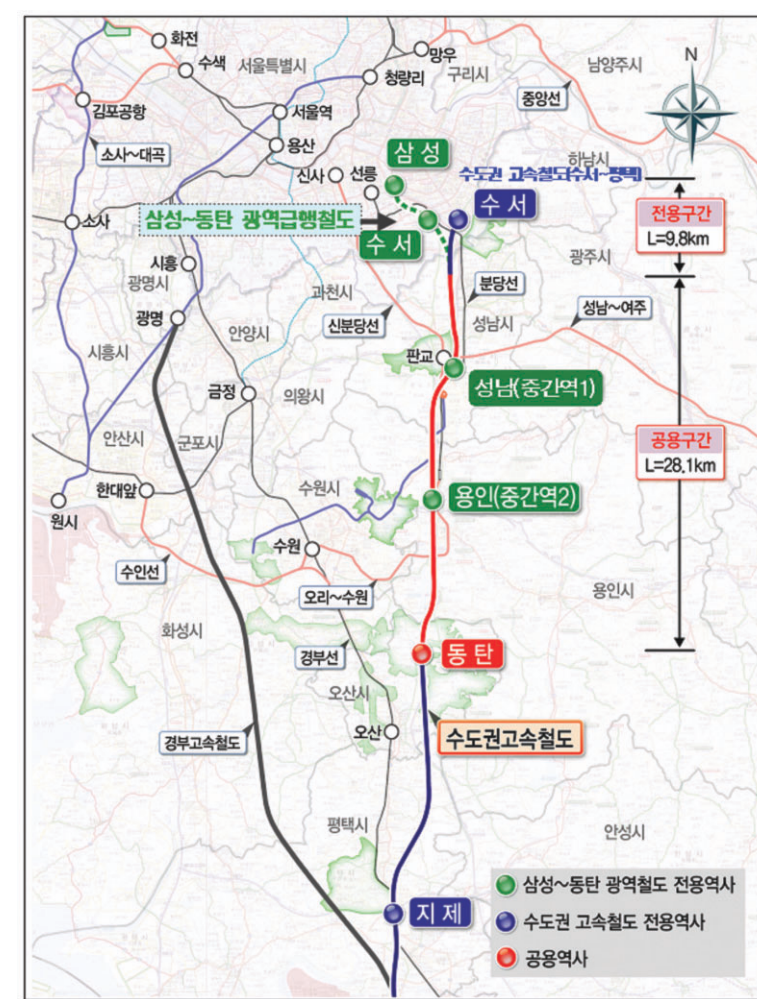 화전
수색
서울특별시
망우
구리시
남양주시
N
청량리
중앙선
김포공항
서울역
소사~대곡
용산
삼성
하남시
신사
선릉
수도권 고속철도(수서~평택)
수서
전용구간
L=9.8km
소사
삼성~동탄 광역급행철도
수서
시흥
광명시
과천시
분당선
광주시
광명
안양시
신분당선
성남시
성남~여주
시흥시
판교
성남(중간역1)
금정
의왕시
안산시
군포시
공용구간
L=28.1km
한대앞
수원시
용인(중간역2)
원시
수원
수인선
오리~수원
용인시
화성시
동탄
경부선
오산시
오산
수도권고속철도
경부고속철도
평택시
안성시
삼성~동탄 광역철도 전용역사
지제
수도권 고속철도 전용역사
공용역사